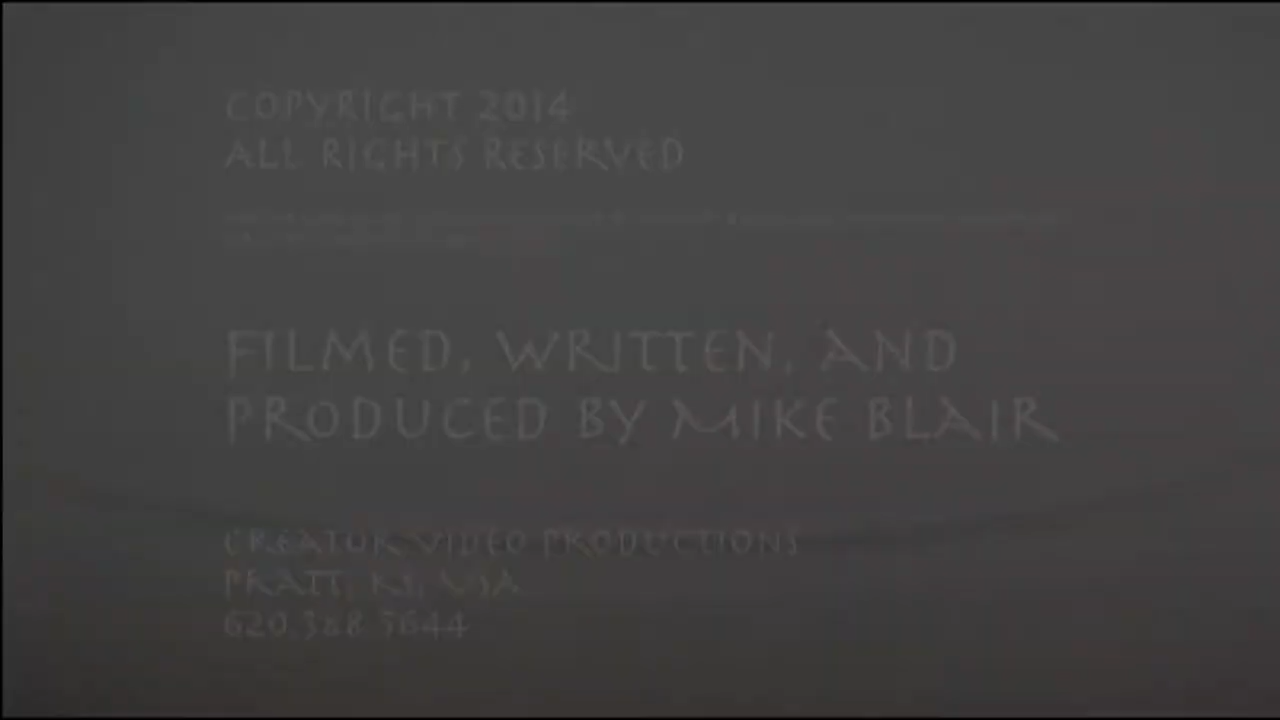 COPYRIGHT 2014
ALL RIGHTS RESERVED
FILMED, WRITTEN, AND
PRODUCED BY MIKE BLAIR
CREATOR VIDEO PRODUCTIONS
PRATT, KS, USA
620.388.3644